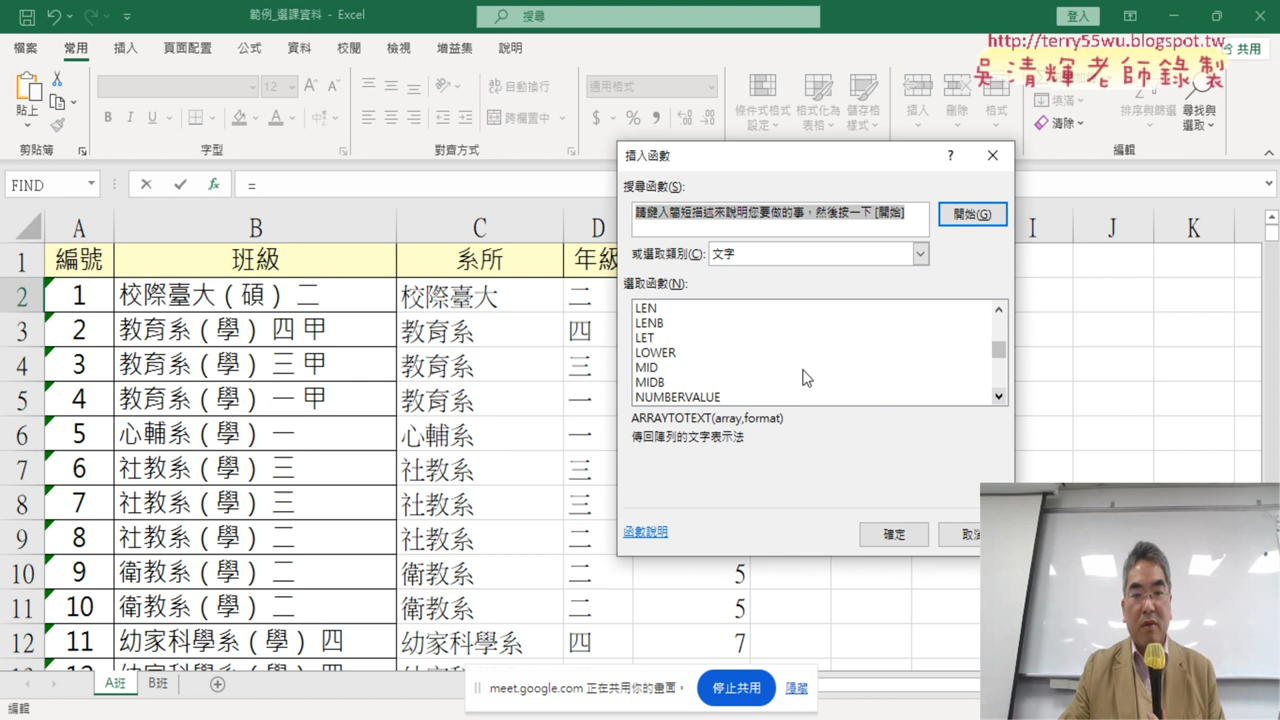 範例_選課資料 - Excel
搜尋
登入
http://terry55wu.blogspot.tw
吳清輝老師錄製
檔案 常用 插入 頁面配置 公式 資料 校閱 檢視 增益集 說明
共用
貼上
12
自動換行
跨欄置中
通用格式
條件式格式設定
格式化為表格
儲存格樣式
插入 刪除 格式
填滿
清除
排序與篩選
尋找與選取
剪貼簿 字型 對齊方式 編輯
FIND
fx
=
插入函數
搜尋函數(S):
請鍵入簡短描述來說明您要做的事，然後按一下 [開始]
開始(G)
或選取類別(C): 文字
選取函數(N):
LEN
LENB
LET
LOWER
MID
MIDB
NUMBERVALUE
ARRAYTOTEXT(array,format)
傳回陣列的文字表示法
函數說明
確定
A B C D I J K
1 編號 班級 系所 年級
2 1 校際臺大（碩） 二 校際臺大 二
3 2 教育系（學） 四 甲 教育系 四
4 3 教育系（學） 三 甲 教育系 三
5 4 教育系（學） 一 甲 教育系 一
6 5 心輔系（學） 一 心輔系 一
7 6 社教系（學） 三 社教系 三
8 7 社教系（學） 三 社教系 三
9 8 社教系（學） 二 社教系 二
10 9 衛教系（學） 二 衛教系 二 5
11 10 衛教系（學） 二 衛教系 二 5
12 11 幼家科學系（學） 四 幼家科學系 四 7
A班 B班
meet.google.com 正在共用你的畫面。
停止共用
隱藏
編輯